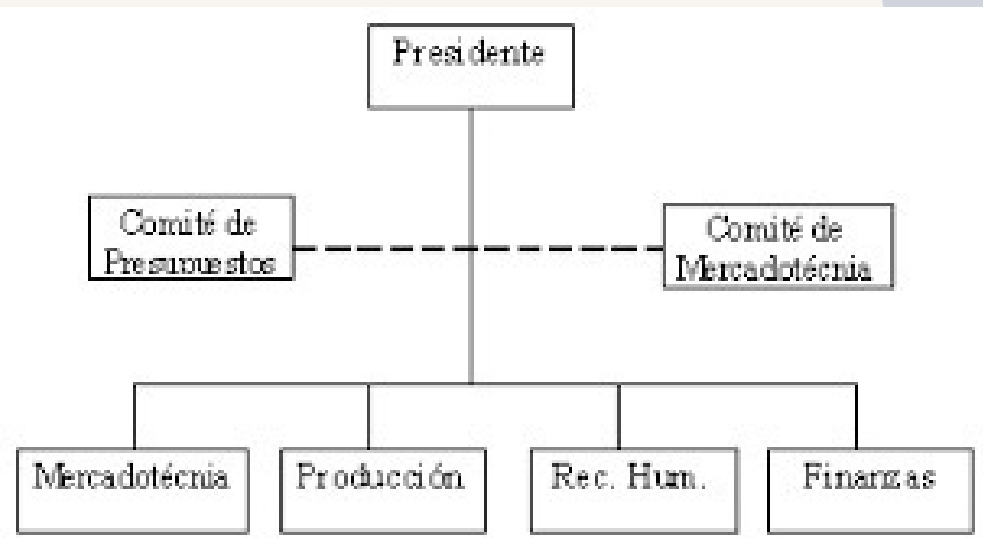 Presidente
Comité de
Presupuestos
Comité de
Mercadotécnia
Mercadotécnia
Producción
Rec. Hum.
Finanzas